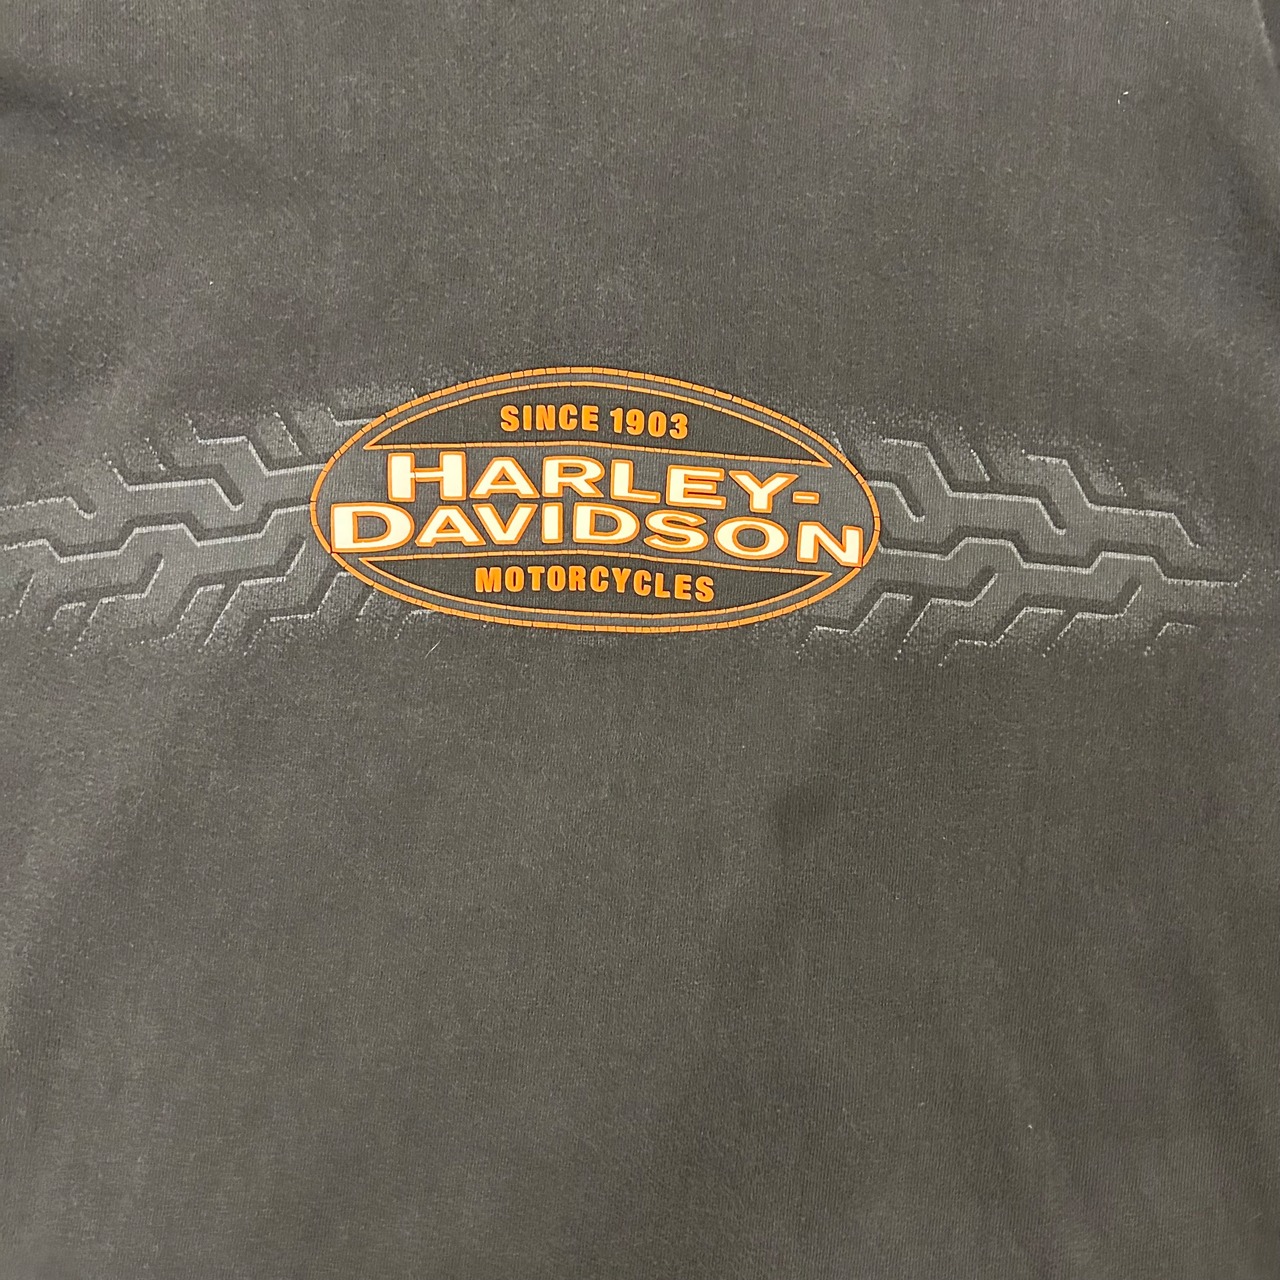 SINCE 1903
HARLEY-
DAVIDSON
MOTORCYCLES